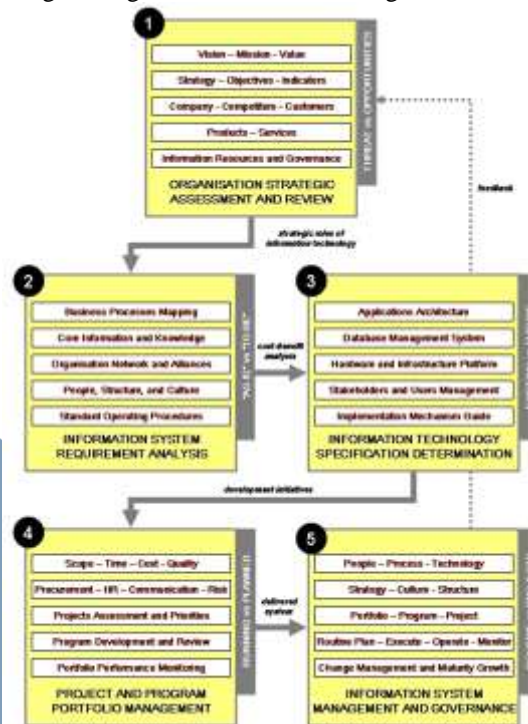 1
Vision – Mission - Value
Strategy – Objectives - Indicators
Company – Competitors – Customers
Products – Services
Information Resources and Governance
ORGANISATION STRATEGIC
ASSESSMENT AND REVIEW
THREAT vs OPPORTUNITIES
feedback
strategic roles of
information technology
2
Business Processes Mapping
Core Information and Knowledge
Organisation Network and Alliances
People, Structure, and Culture
Standard Operating Procedures
INFORMATION SYSTEM
REQUIREMENT ANALYSIS
cost-benefit
analysis
3
Applications Architecture
Database Management System
Hardware and Infrastructure Platform
Stakeholders and Users Management
Implementation Mechanism Guide
INFORMATION TECHNOLOGY
SPECIFICATION DETERMINATION
development initiatives
4
Scope – Time – Cost - Quality
Procurement – HR – Communication - Risk
Projects Assessment and Priorities
Program Development and Review
Portfolio Performance Monitoring
PROJECT AND PROGRAM
PORTFOLIO MANAGEMENT
delivered
system
5
People – Process - Technology
Strategy – Culture - Structure
Portfolio – Program - Project
Routine Plan – Execute – Operate - Monitor
Change Management and Maturity Growth
INFORMATION SYSTEM
MANAGEMENT AND GOVERNANCE